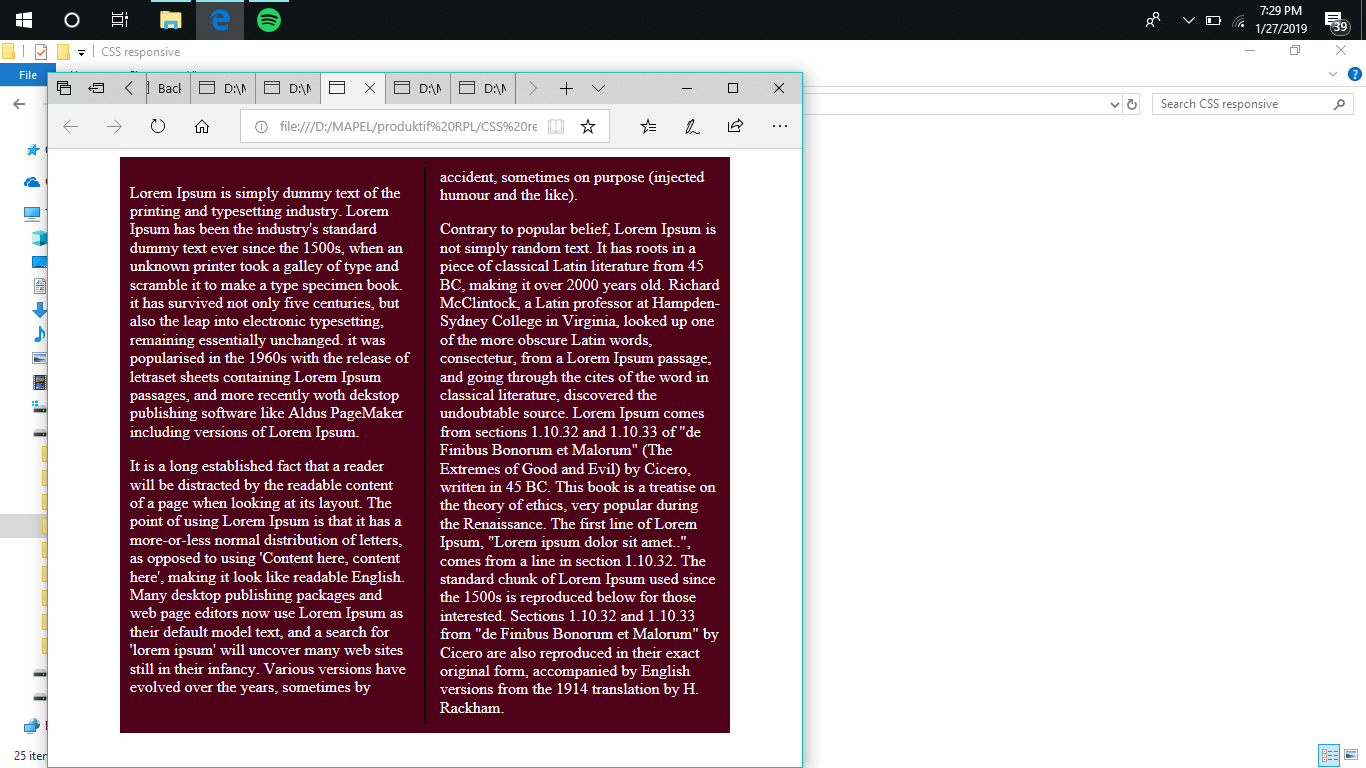 7:29 PM
1/27/2019
39
CSS responsive
File
Back
D:\M
D:\M
D:\M
D:\M
file:///D:/MAPEL/produktif%20RPL/CSS%20re
Search CSS responsive
Lorem Ipsum is simply dummy text of the
printing and typesetting industry. Lorem
Ipsum has been the industry's standard
dummy text ever since the 1500s, when an
unknown printer took a galley of type and
scramble it to make a type specimen book.
it has survived not only five centuries, but
also the leap into electronic typesetting,
remaining essentially unchanged. it was
popularised in the 1960s with the release of
letraset sheets containing Lorem Ipsum
passages, and more recently woth dekstop
publishing software like Aldus PageMaker
including versions of Lorem Ipsum.
It is a long established fact that a reader
will be distracted by the readable content
of a page when looking at its layout. The
point of using Lorem Ipsum is that it has a
more-or-less normal distribution of letters,
as opposed to using 'Content here, content
here', making it look like readable English.
Many desktop publishing packages and
web page editors now use Lorem Ipsum as
their default model text, and a search for
'lorem ipsum' will uncover many web sites
still in their infancy. Various versions have
evolved over the years, sometimes by
accident, sometimes on purpose (injected
humour and the like).
Contrary to popular belief, Lorem Ipsum is
not simply random text. It has roots in a
piece of classical Latin literature from 45
BC, making it over 2000 years old. Richard
McClintock, a Latin professor at Hampden-
Sydney College in Virginia, looked up one
of the more obscure Latin words,
consectetur, from a Lorem Ipsum passage,
and going through the cites of the word in
classical literature, discovered the
undoubtable source. Lorem Ipsum comes
from sections 1.10.32 and 1.10.33 of "de
Finibus Bonorum et Malorum" (The
Extremes of Good and Evil) by Cicero,
written in 45 BC. This book is a treatise on
the theory of ethics, very popular during
the Renaissance. The first line of Lorem
Ipsum, "Lorem ipsum dolor sit amet..",
comes from a line in section 1.10.32. The
standard chunk of Lorem Ipsum used since
the 1500s is reproduced below for those
interested. Sections 1.10.32 and 1.10.33
from "de Finibus Bonorum et Malorum" by
Cicero are also reproduced in their exact
original form, accompanied by English
versions from the 1914 translation by H.
Rackham.
25 iter